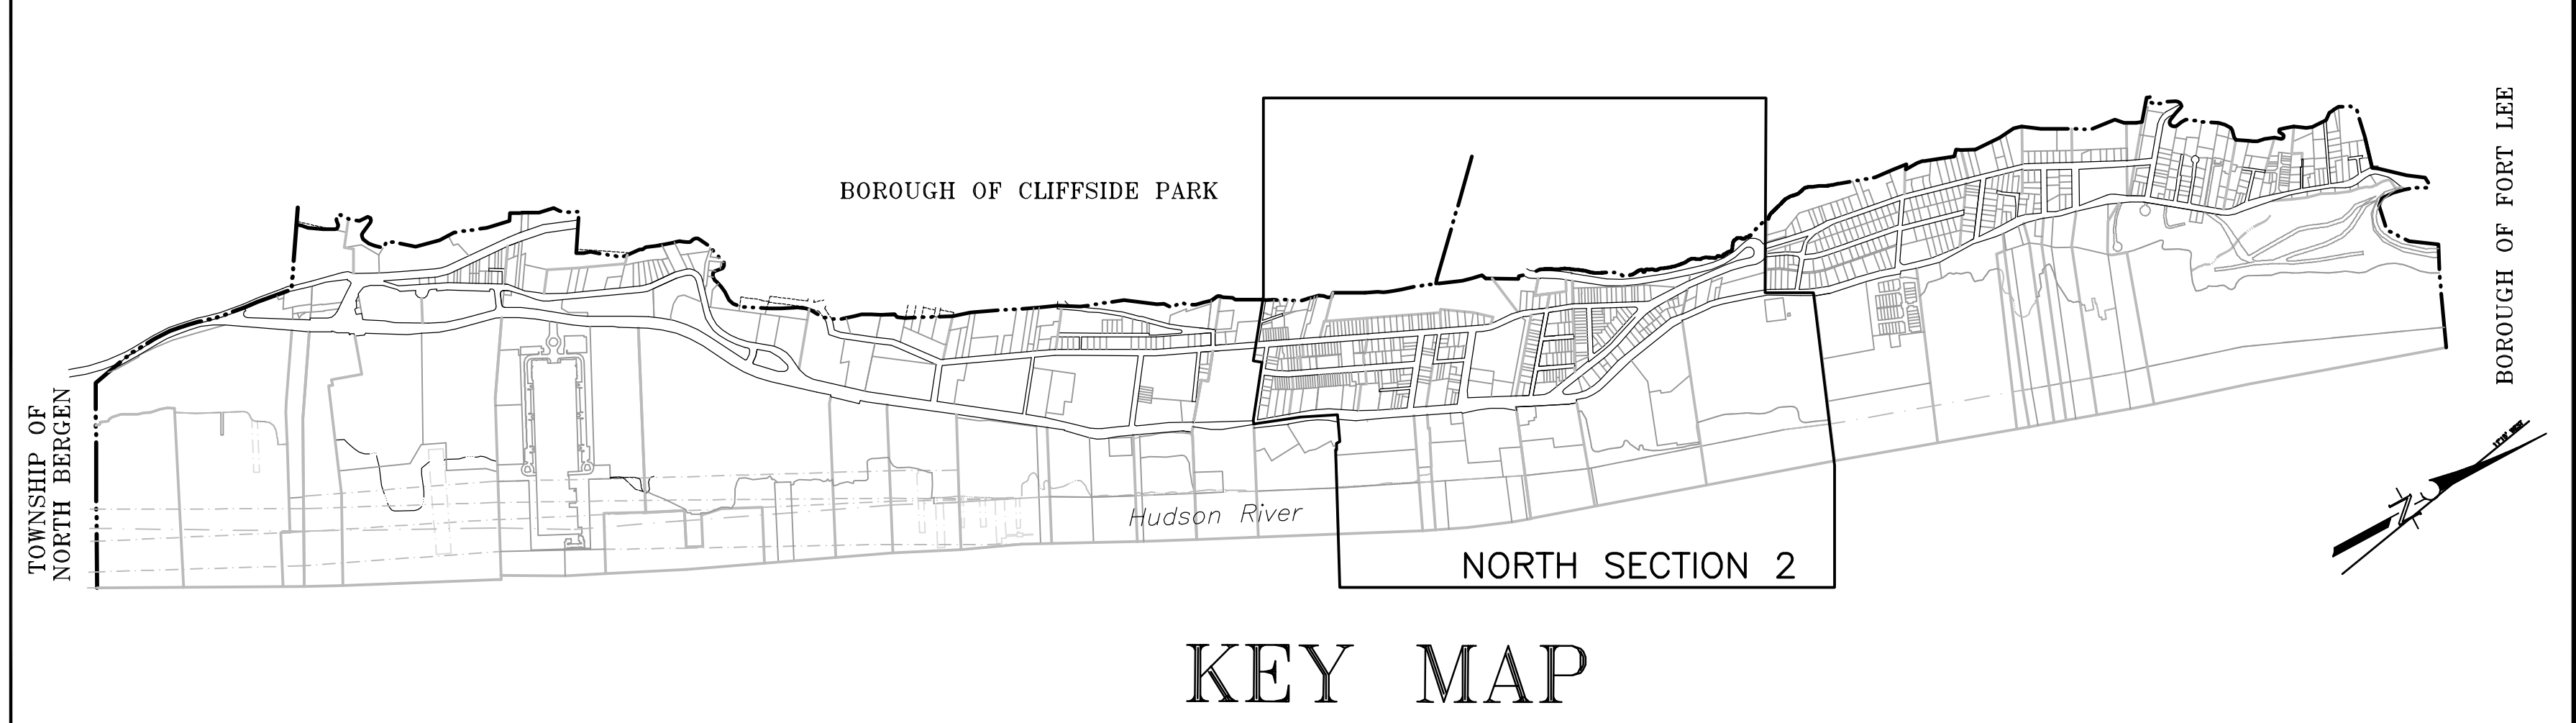 BOROUGH OF CLIFFSIDE PARK
BOROUGH OF FORT LEE
TOWNSHIP OF
NORTH BERGEN
Hudson River
NORTH SECTION 2
N
KEY MAP